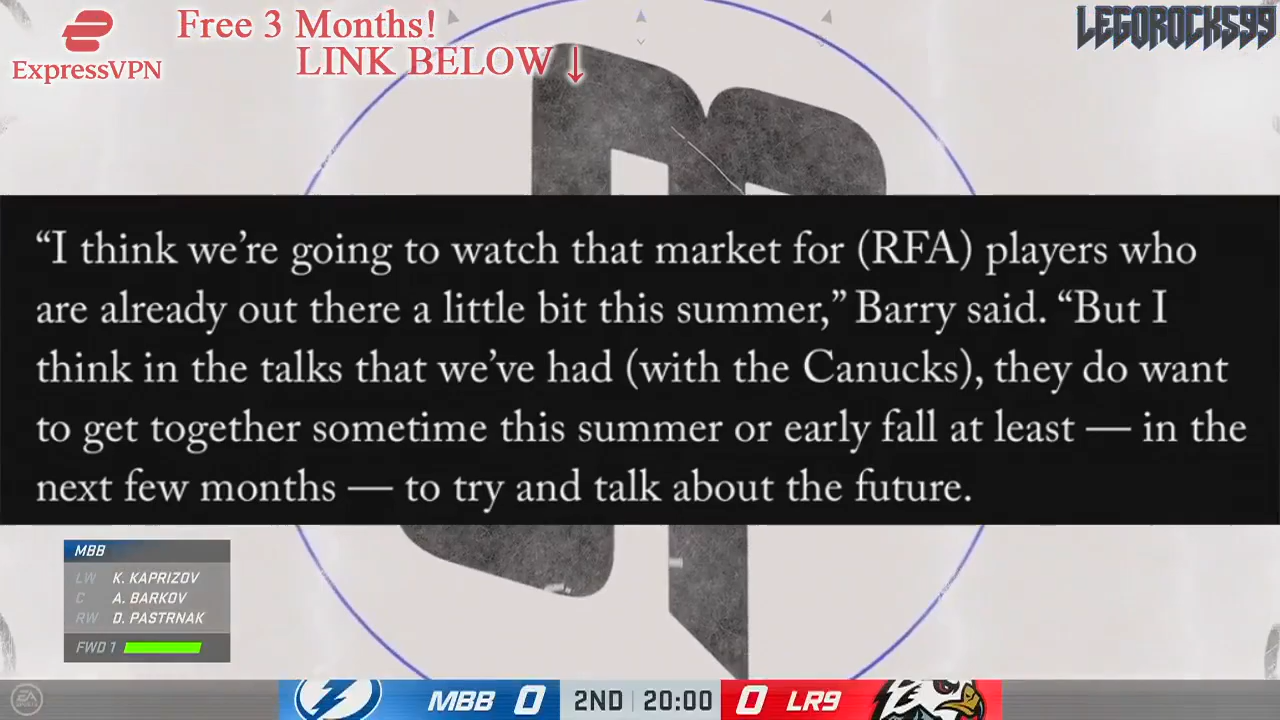 Free 3 Months!
LINK BELOW ↓
ExpressVPN
LEGOROCKS99
“I think we’re going to watch that market for (RFA) players who
are already out there a little bit this summer,” Barry said. “But I
think in the talks that we’ve had (with the Canucks), they do want
to get together sometime this summer or early fall at least — in the
next few months — to try and talk about the future.
MBB
LW K. KAPRIZOV
C A. BARKOV
RW D. PASTRNAK
FWD 1
EA SPORTS
MBB 0 2ND 20:00 0 LR9